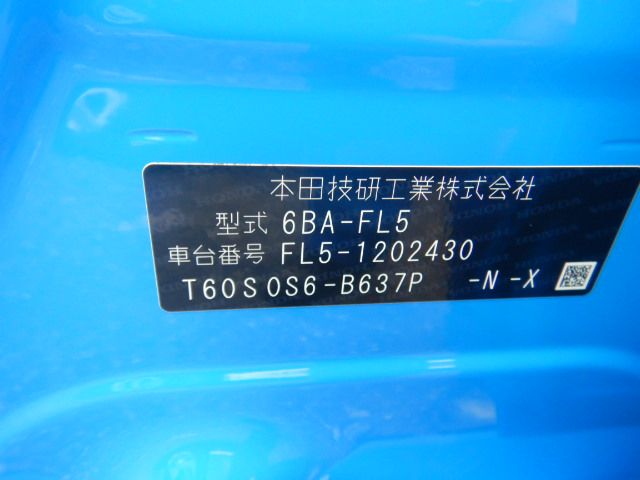 本田技研工業株式会社
型式 6BA-FL5
車台番号 FL5-1202430
T60S0S6-B637P -N -X